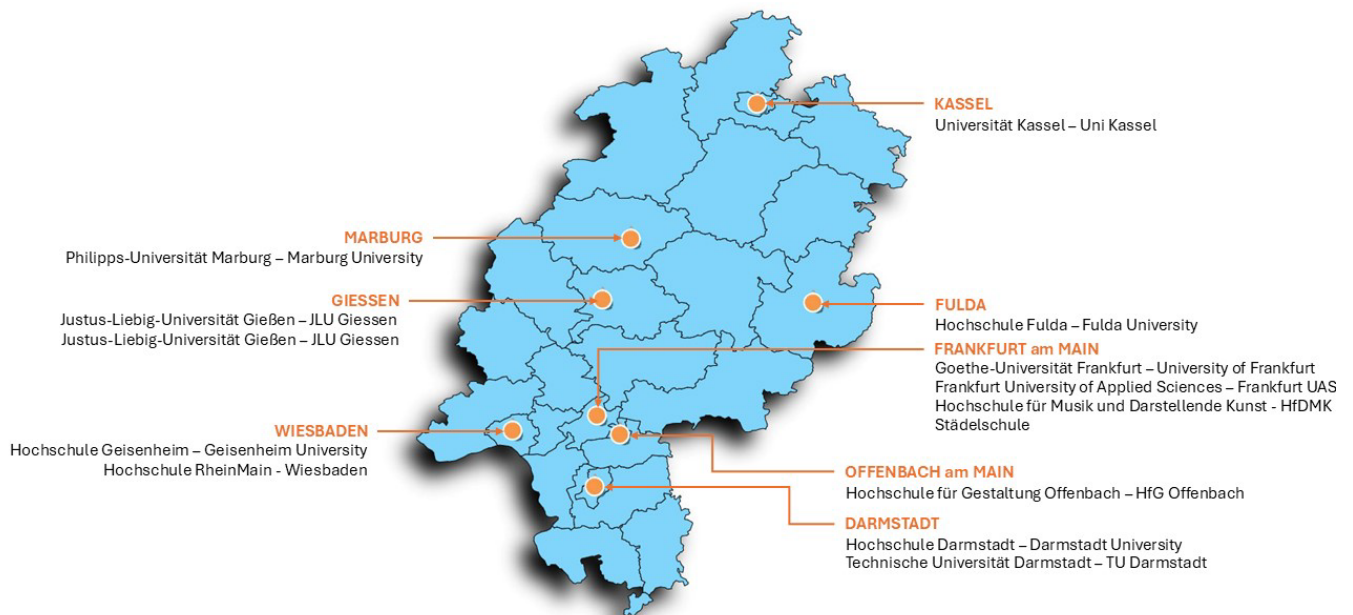 KASSEL
Universität Kassel – Uni Kassel
MARBURG
Philipps-Universität Marburg – Marburg University
GIESSEN
Justus-Liebig-Universität Gießen – JLU Giessen
Justus-Liebig-Universität Gießen – JLU Giessen
FULDA
Hochschule Fulda – Fulda University
FRANKFURT am MAIN
Goethe-Universität Frankfurt – University of Frankfurt
Frankfurt University of Applied Sciences – Frankfurt UAS
Hochschule für Musik und Darstellende Kunst - HfDMK
Städelschule
WIESBADEN
Hochschule Geisenheim – Geisenheim University
Hochschule RheinMain - Wiesbaden
OFFENBACH am MAIN
Hochschule für Gestaltung Offenbach – HfG Offenbach
DARMSTADT
Hochschule Darmstadt – Darmstadt University
Technische Universität Darmstadt – TU Darmstadt